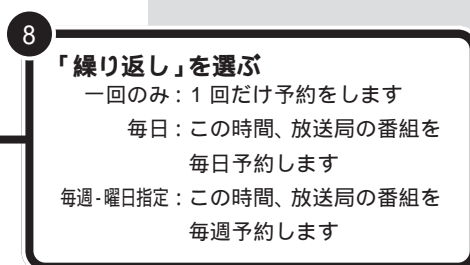 8
「繰り返し」を選ぶ
一回のみ：1 回だけ予約をします
毎日：この時間、放送局の番組を
毎日予約します
毎週-曜日指定：この時間、放送局の番組を
毎週予約します